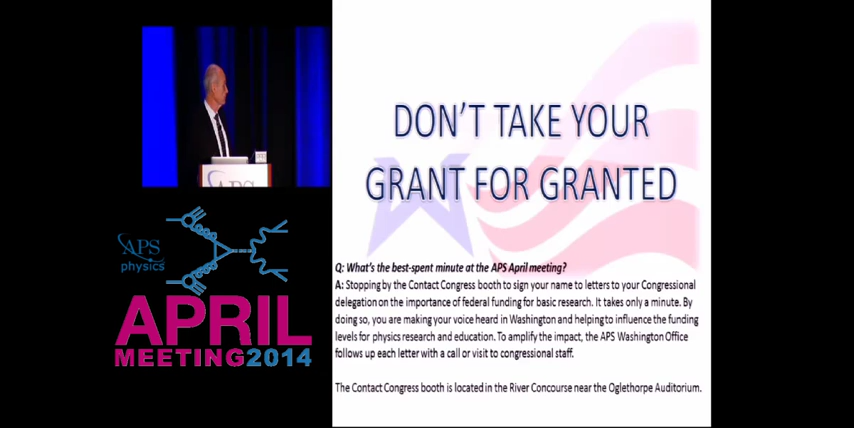 APS
APS
physics
APRIL
MEETING2014
DON'T TAKE YOUR
GRANT FOR GRANTED
Q: What's the best-spent minute at the APS April meeting?
A: Stopping by the Contact Congress booth to sign your name to letters to your Congressional
delegation on the importance of federal funding for basic research. It takes only a minute. By
doing so, you are making your voice heard in Washington and helping to influence the funding
levels for physics research and education. To amplify the impact, the APS Washington Office
follows up each letter with a call or visit to congressional staff.
The Contact Congress booth is located in the River Concourse near the Oglethorpe Auditorium.